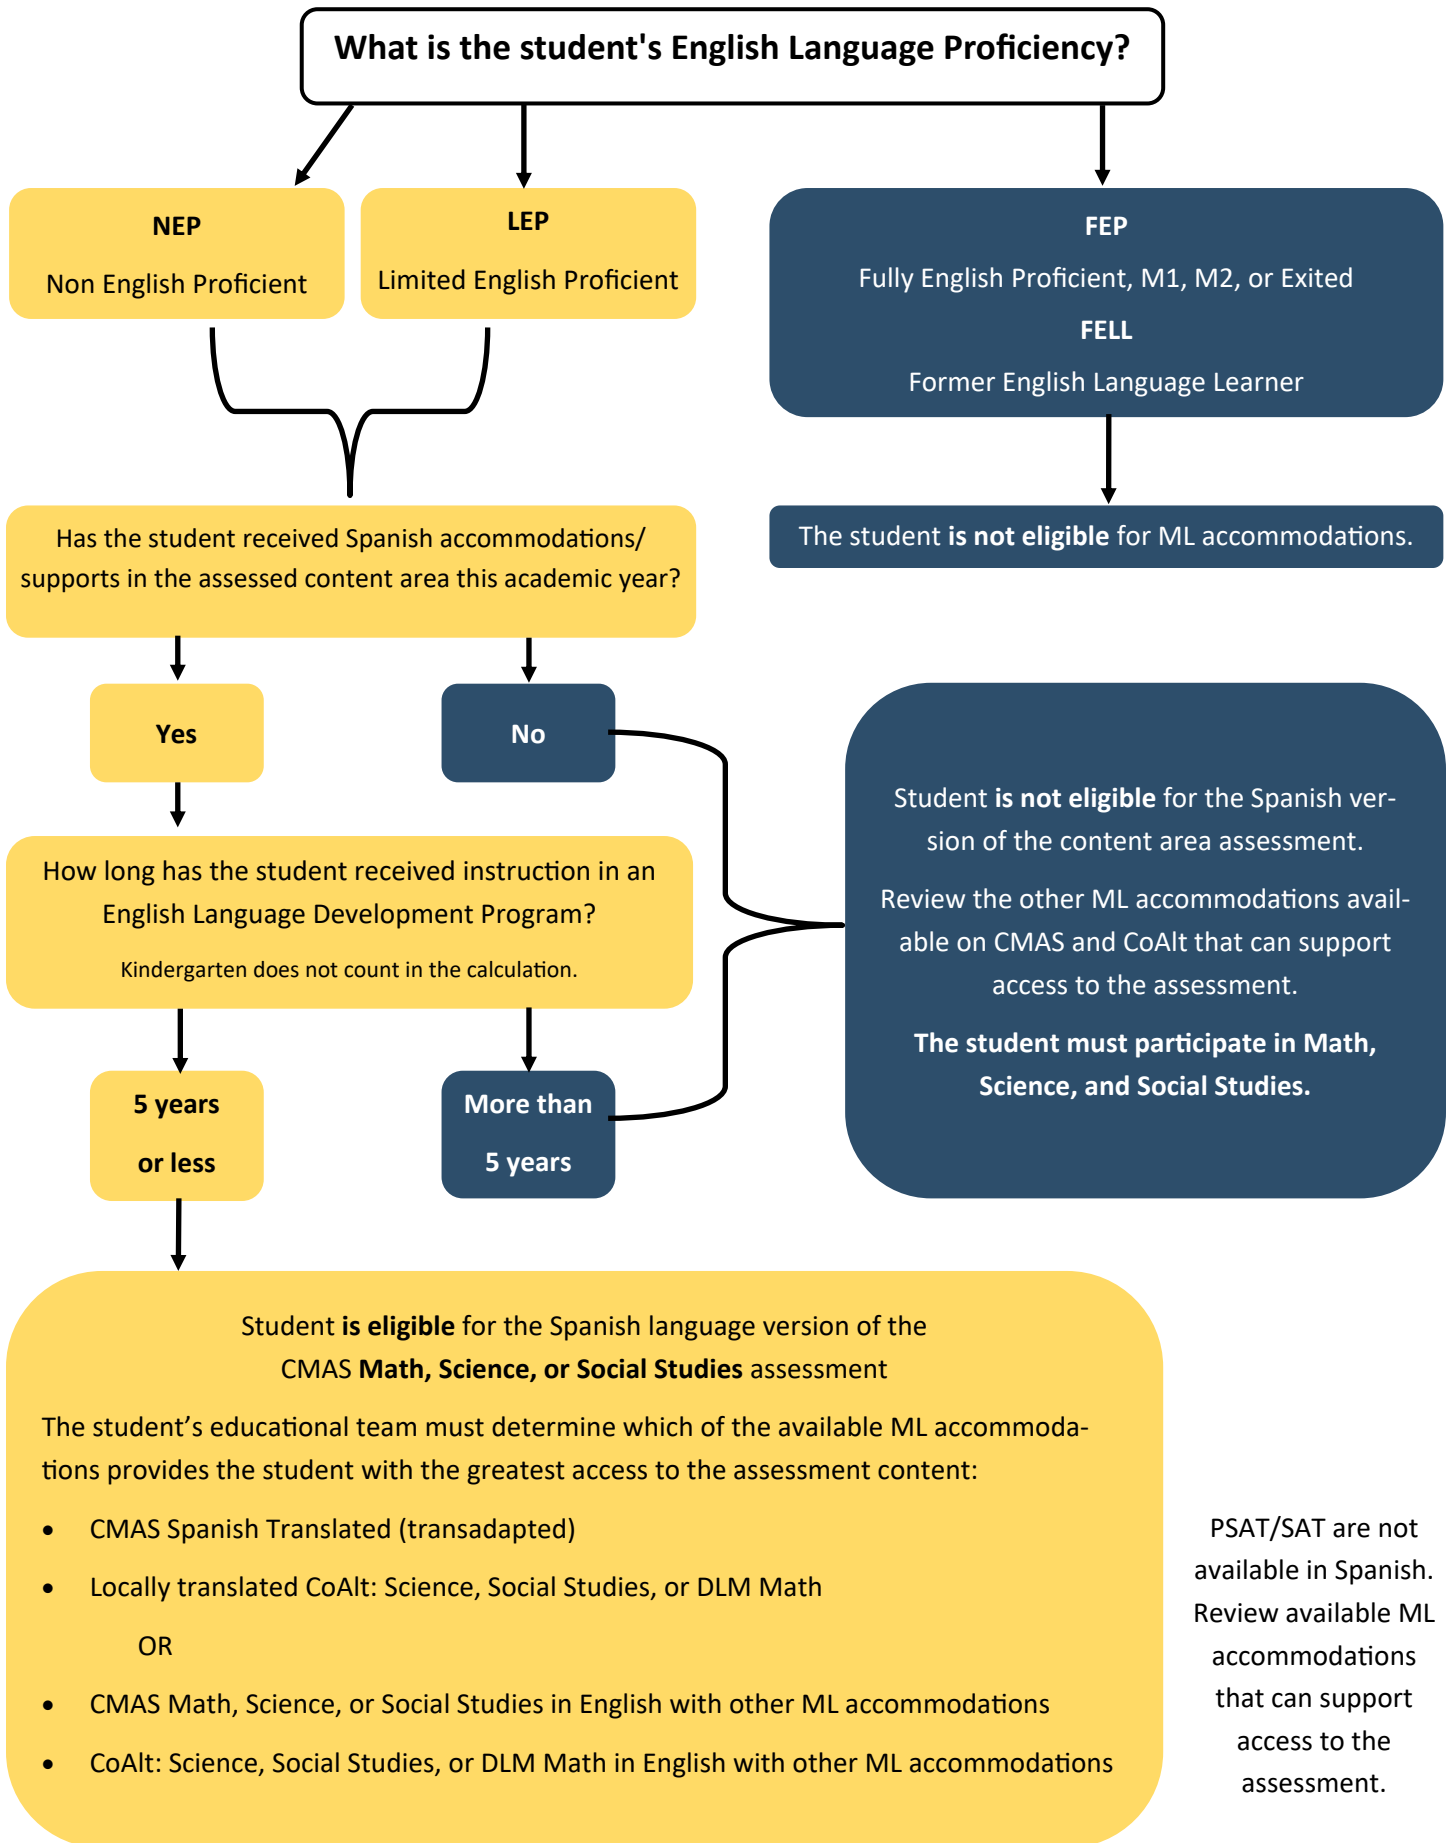 What is the student's English Language Proficiency?
NEP
Non English Proficient
LEP
Limited English Proficient
FEP
Fully English Proficient, M1, M2, or Exited
FELL
Former English Language Learner
The student is not eligible for ML accommodations.
Has the student received Spanish accommodations/
supports in the assessed content area this academic year?
Yes
No
How long has the student received instruction in an
English Language Development Program?
Kindergarten does not count in the calculation.
5 years
or less
More than
5 years
Student is not eligible for the Spanish ver-
sion of the content area assessment.
Review the other ML accommodations avail-
able on CMAS and CoAlt that can support
access to the assessment.
The student must participate in Math,
Science, and Social Studies.
Student is eligible for the Spanish language version of the
CMAS Math, Science, or Social Studies assessment
The student’s educational team must determine which of the available ML accommoda-
tions provides the student with the greatest access to the assessment content:
• CMAS Spanish Translated (transadapted)
• Locally translated CoAlt: Science, Social Studies, or DLM Math
OR
• CMAS Math, Science, or Social Studies in English with other ML accommodations
• CoAlt: Science, Social Studies, or DLM Math in English with other ML accommodations
PSAT/SAT are not
available in Spanish.
Review available ML
accommodations
that can support
access to the
assessment.